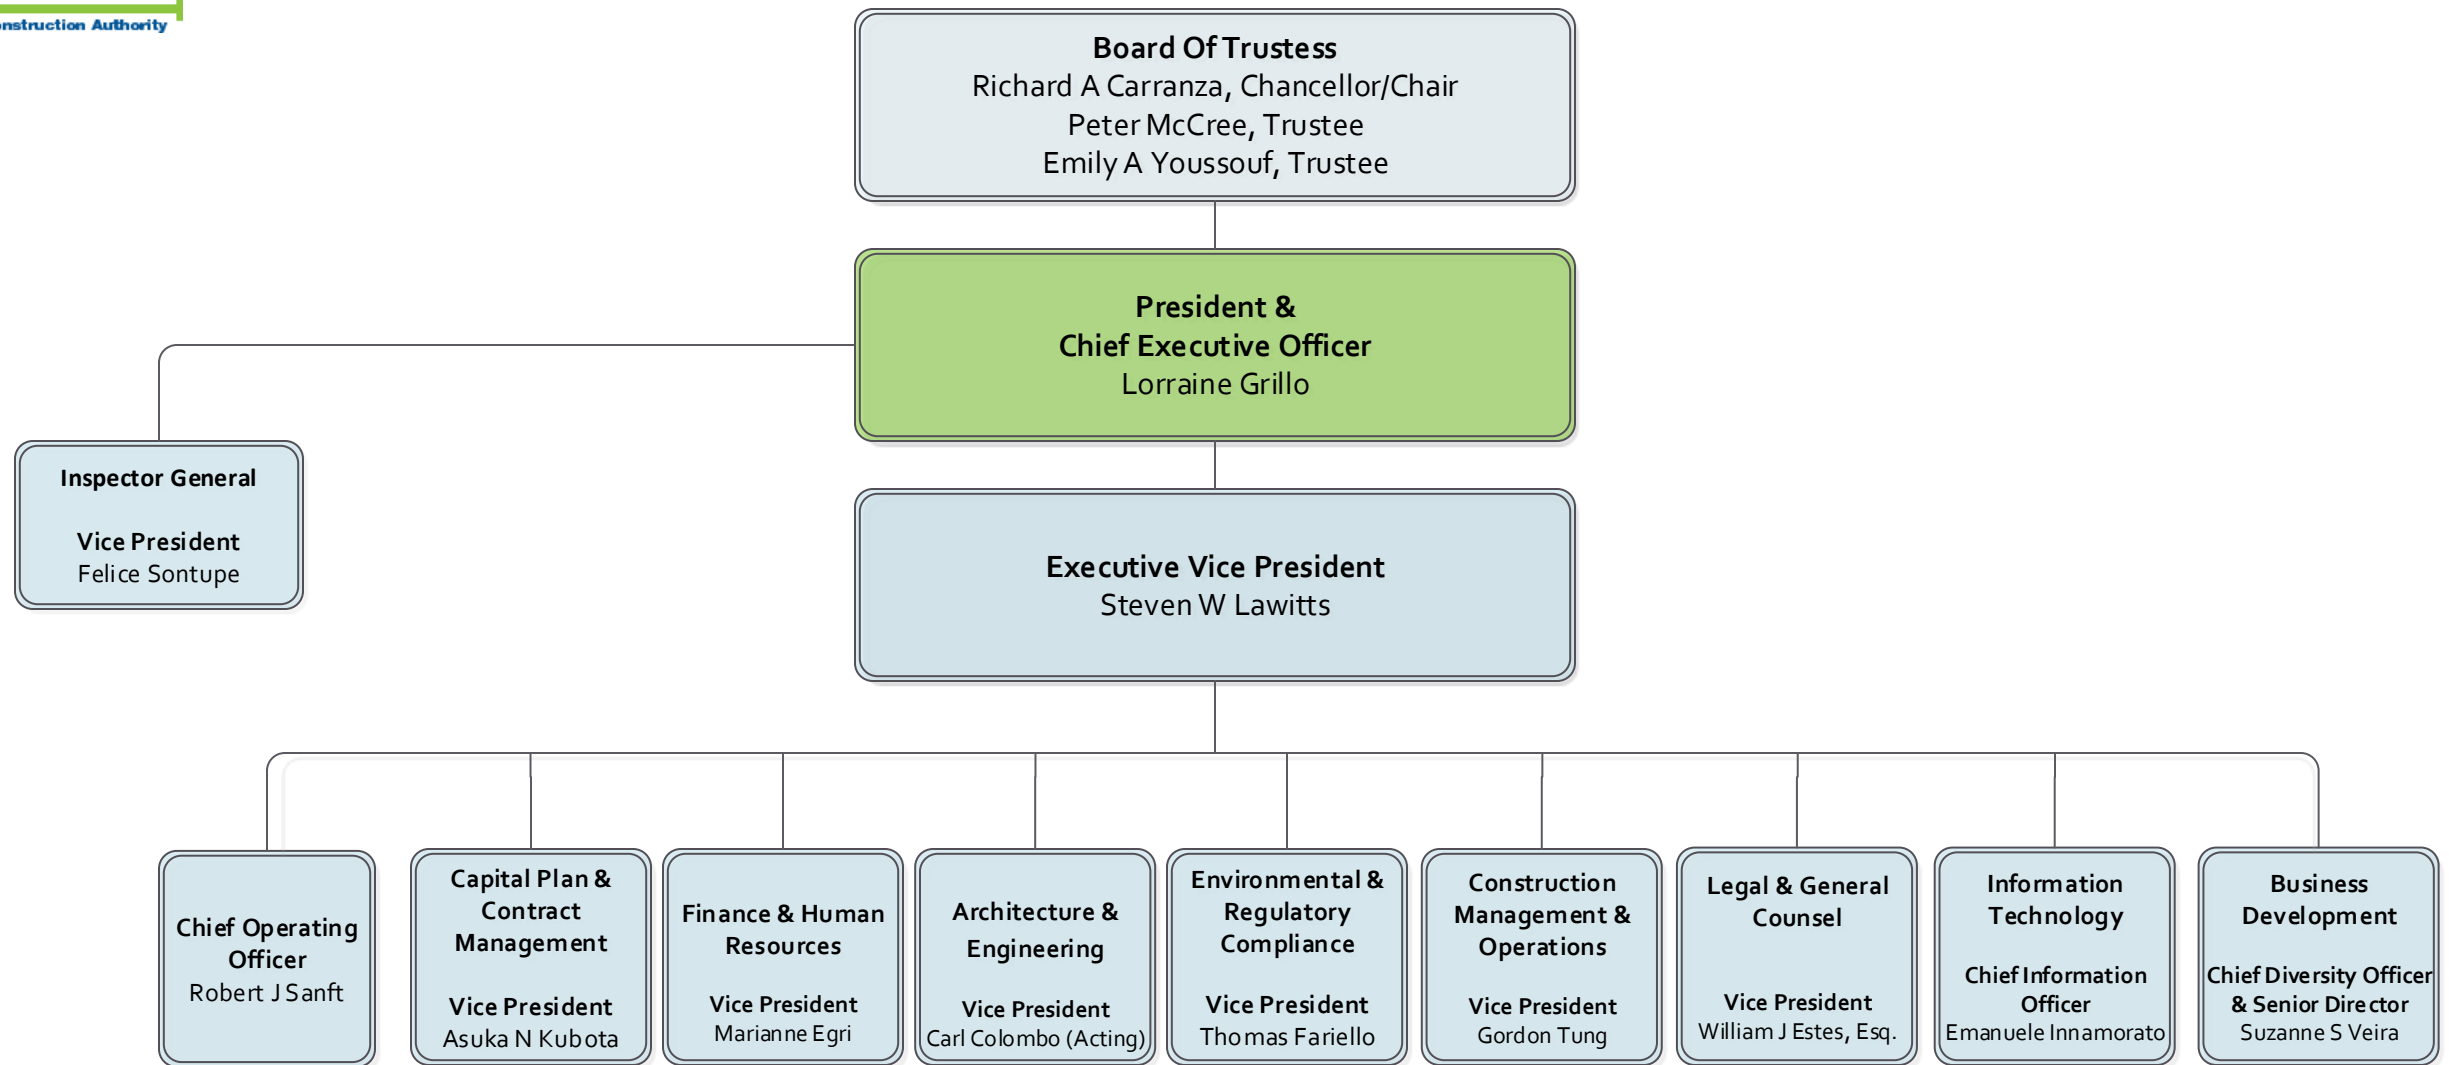 nstruction Authority
Board Of Trustess
Richard A Carranza, Chancellor/Chair
Peter McCree, Trustee
Emily A Youssouf, Trustee
President &
Chief Executive Officer
Lorraine Grillo
Inspector General
Vice President
Felice Sontupe
Executive Vice President
Steven W Lawitts
Chief Operating
Officer
Robert J Sanft
Capital Plan &
Contract
Management
Vice President
Asuka N Kubota
Finance & Human
Resources
Vice President
Marianne Egri
Architecture &
Engineering
Vice President
Carl Colombo (Acting)
Environmental &
Regulatory
Compliance
Vice President
Thomas Fariello
Construction
Management &
Operations
Vice President
Gordon Tung
Legal & General
Counsel
Vice President
William J Estes, Esq.
Information
Technology
Chief Information
Officer
Emanuele Innamorato
Business
Development
Chief Diversity Officer
& Senior Director
Suzanne S Veira